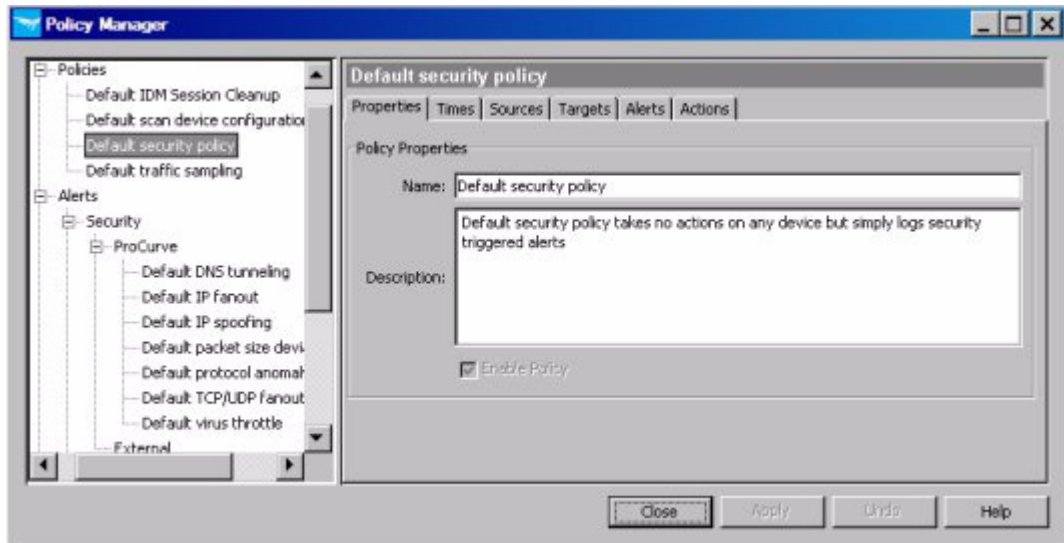 Policy Manager
Policies
Default IDM Session Cleanup
Default scan device configuration
Default security policy
Default traffic sampling
Alerts
Security
ProCurve
Default DNS tunneling
Default IP fanout
Default IP spoofing
Default packet size devi
Default protocol anomal
Default TCP/UDP fanout
Default virus throttle
External
Default security policy
Properties Times Sources Targets Alerts Actions
Policy Properties
Name: Default security policy
Default security policy takes no actions on any device but simply logs security
triggered alerts
Description:
Enable Policy
Close Apply Undo Help